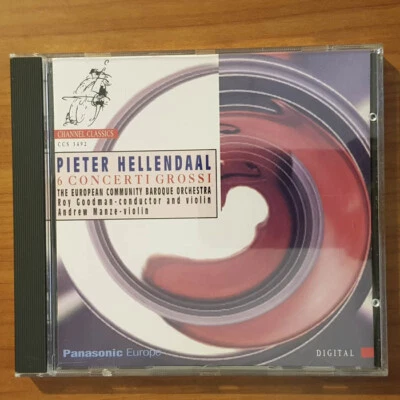 CHANNEL CLASSICS
CCS 3492
PIETER HELLENDAAL
6 CONCERTI GROSSI
THE EUROPEAN COMMUNITY BAROQUE ORCHESTRA
Roy Goodman-conductor and violin
Andrew Manze-violin
Panasonic Europe
DIGITAL